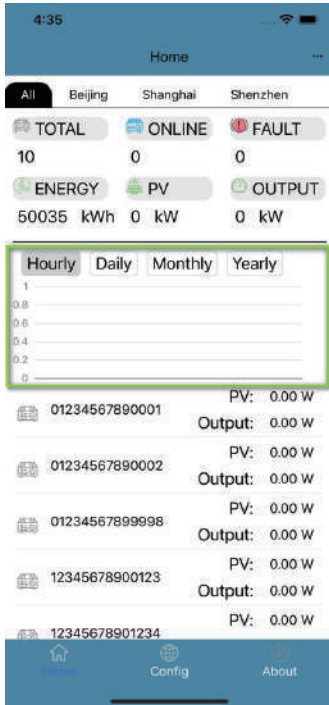 4:35
Home
All Beijing Shanghai Shenzhen
TOTAL ONLINE FAULT
10 0 0
ENERGY PV OUTPUT
50035 kWh 0 kW 0 kW
Hourly Daily Monthly Yearly
1
0.8
0.6
0.4
0.2
0
01234567890001 PV: 0.00 W
Output: 0.00 W
01234567890002 PV: 0.00 W
Output: 0.00 W
01234567899998 PV: 0.00 W
Output: 0.00 W
12345678900123 PV: 0.00 W
Output: 0.00 W
12345678901234 PV: 0.00 W
Home Config About